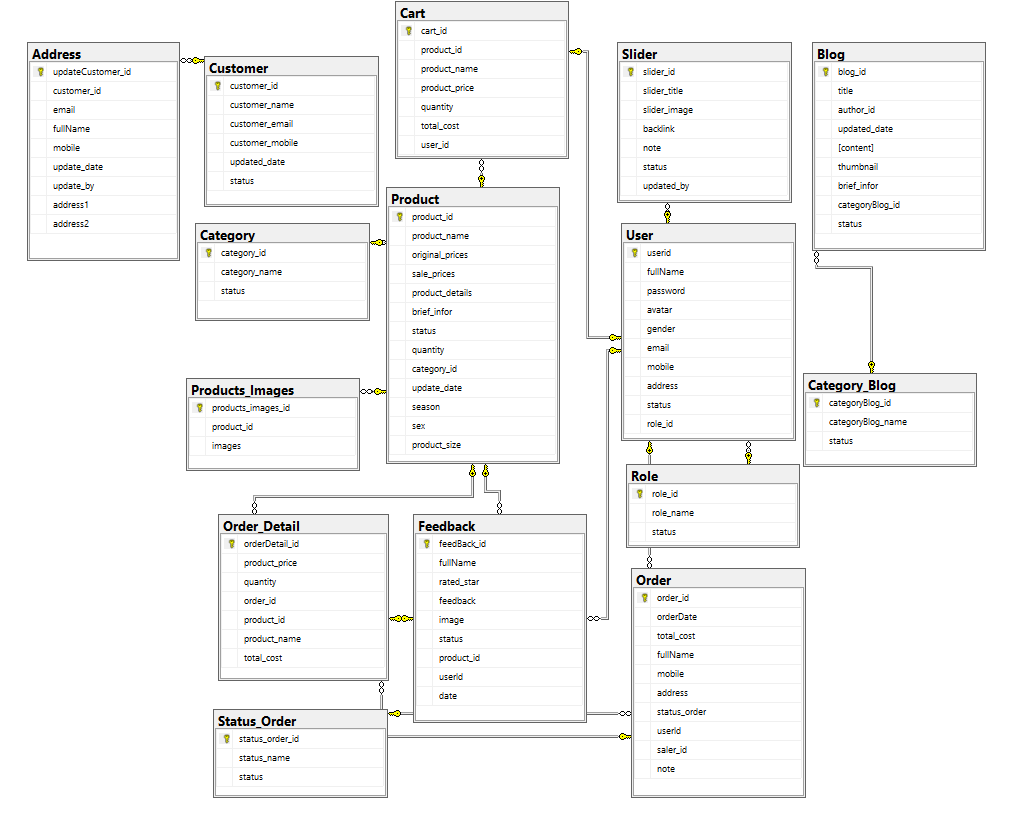 Address
updateCustomer_id
customer_id
email
fullName
mobile
update_date
update_by
address1
address2
Customer
customer_id
customer_name
customer_email
customer_mobile
updated_date
status
Cart
cart_id
product_id
product_name
product_price
quantity
total_cost
user_id
Slider
slider_id
slider_title
slider_image
backlink
note
status
updated_by
Blog
blog_id
title
author_id
updated_date
[content]
thumbnail
brief_infor
categoryBlog_id
status
Category
category_id
category_name
status
Product
product_id
product_name
original_prices
sale_prices
product_details
brief_infor
status
quantity
category_id
update_date
season
sex
product_size
User
userid
fullName
password
avatar
gender
email
mobile
address
status
role_id
Products_Images
products_images_id
product_id
images
Category_Blog
categoryBlog_id
categoryBlog_name
status
Role
role_id
role_name
status
Order_Detail
orderDetail_id
product_price
quantity
order_id
product_id
product_name
total_cost
Feedback
feedBack_id
fullName
rated_star
feedback
image
status
product_id
userId
date
Order
order_id
orderDate
total_cost
fullName
mobile
address
status_order
userId
saler_id
note
Status_Order
status_order_id
status_name
status